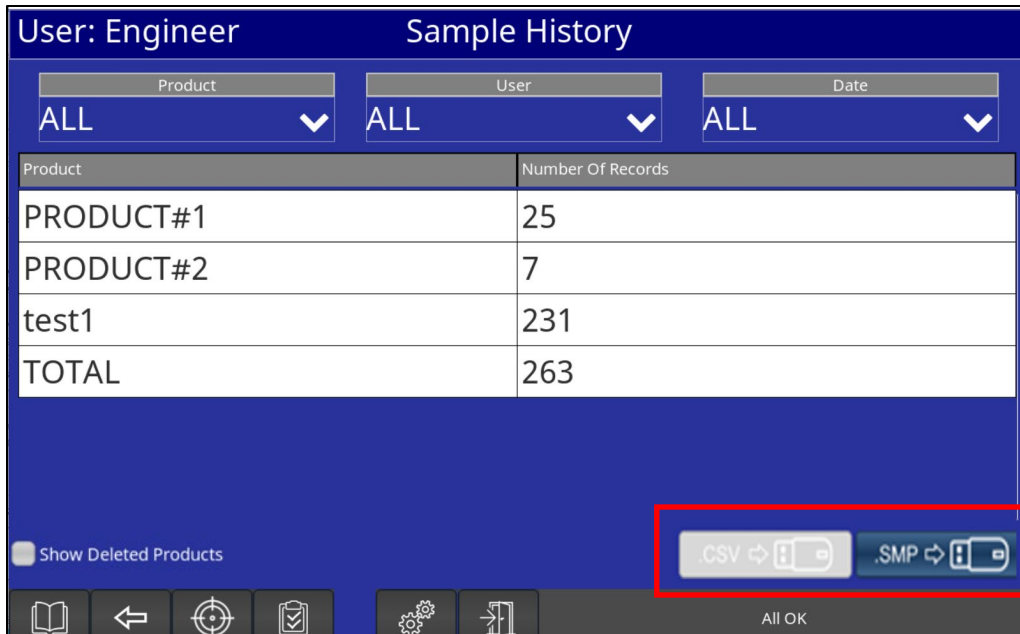 User: Engineer Sample History
Product User Date
ALL ALL ALL
Product Number Of Records
PRODUCT#1 25
PRODUCT#2 7
test1 231
TOTAL 263
Show Deleted Products .CSV .SMP
All OK